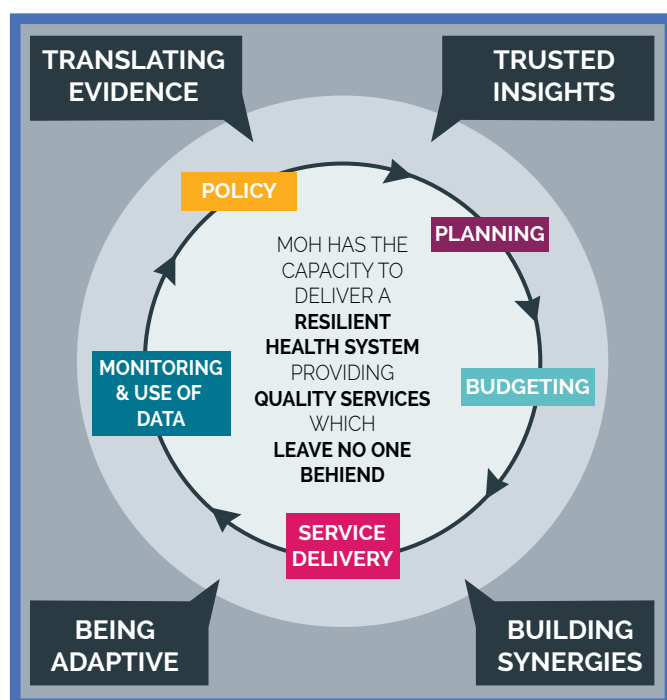 TRANSLATING
EVIDENCE
TRUSTED
INSIGHTS
POLICY
PLANNING
MOH HAS THE
CAPACITY TO
DELIVER A
RESILIENT
HEALTH SYSTEM
PROVIDING
QUALITY SERVICES
WHICH
LEAVE NO ONE
BEHIEND
MONITORING
& USE OF
DATA
BUDGETING
SERVICE
DELIVERY
BEING
ADAPTIVE
BUILDING
SYNERGIES